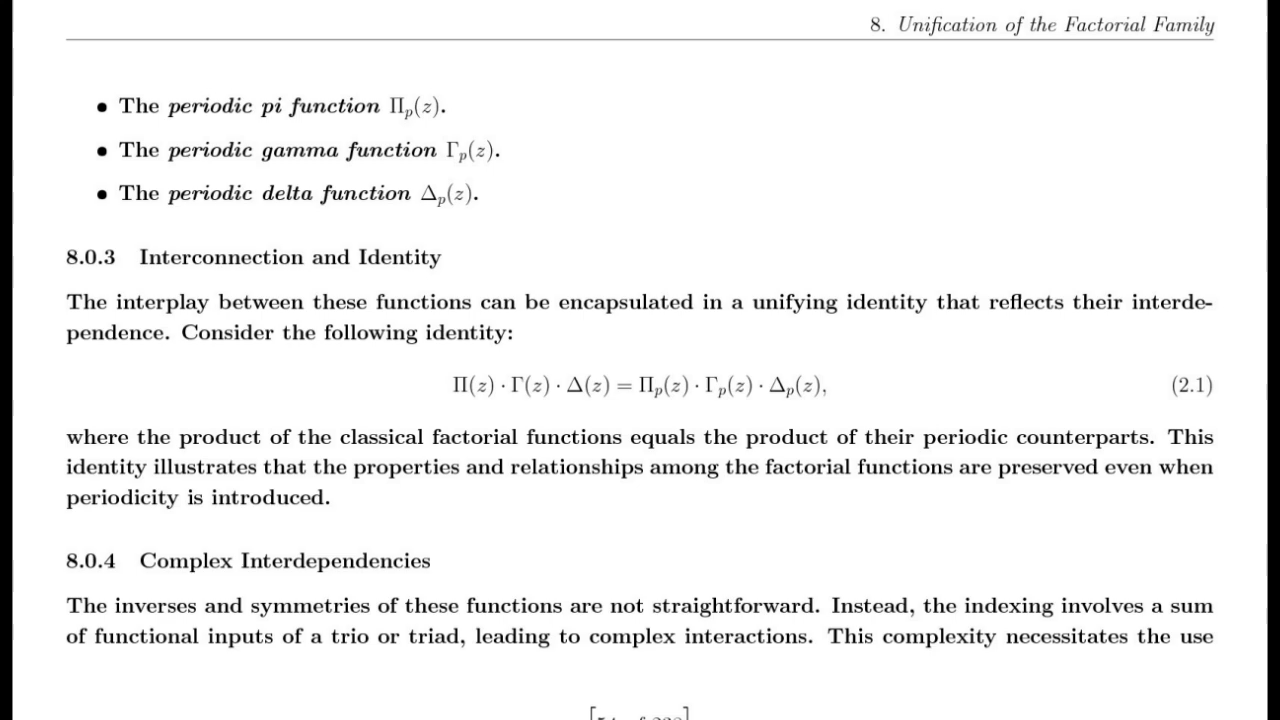 8. Unification of the Factorial Family
• The periodic pi function Πₚ(z).
• The periodic gamma function Γₚ(z).
• The periodic delta function Δₚ(z).
8.0.3 Interconnection and Identity
The interplay between these functions can be encapsulated in a unifying identity that reflects their interde-
pendence. Consider the following identity:
Π(z) · Γ(z) · Δ(z) = Πₚ(z) · Γₚ(z) · Δₚ(z), (2.1)
where the product of the classical factorial functions equals the product of their periodic counterparts. This
identity illustrates that the properties and relationships among the factorial functions are preserved even when
periodicity is introduced.
8.0.4 Complex Interdependencies
The inverses and symmetries of these functions are not straightforward. Instead, the indexing involves a sum
of functional inputs of a trio or triad, leading to complex interactions. This complexity necessitates the use